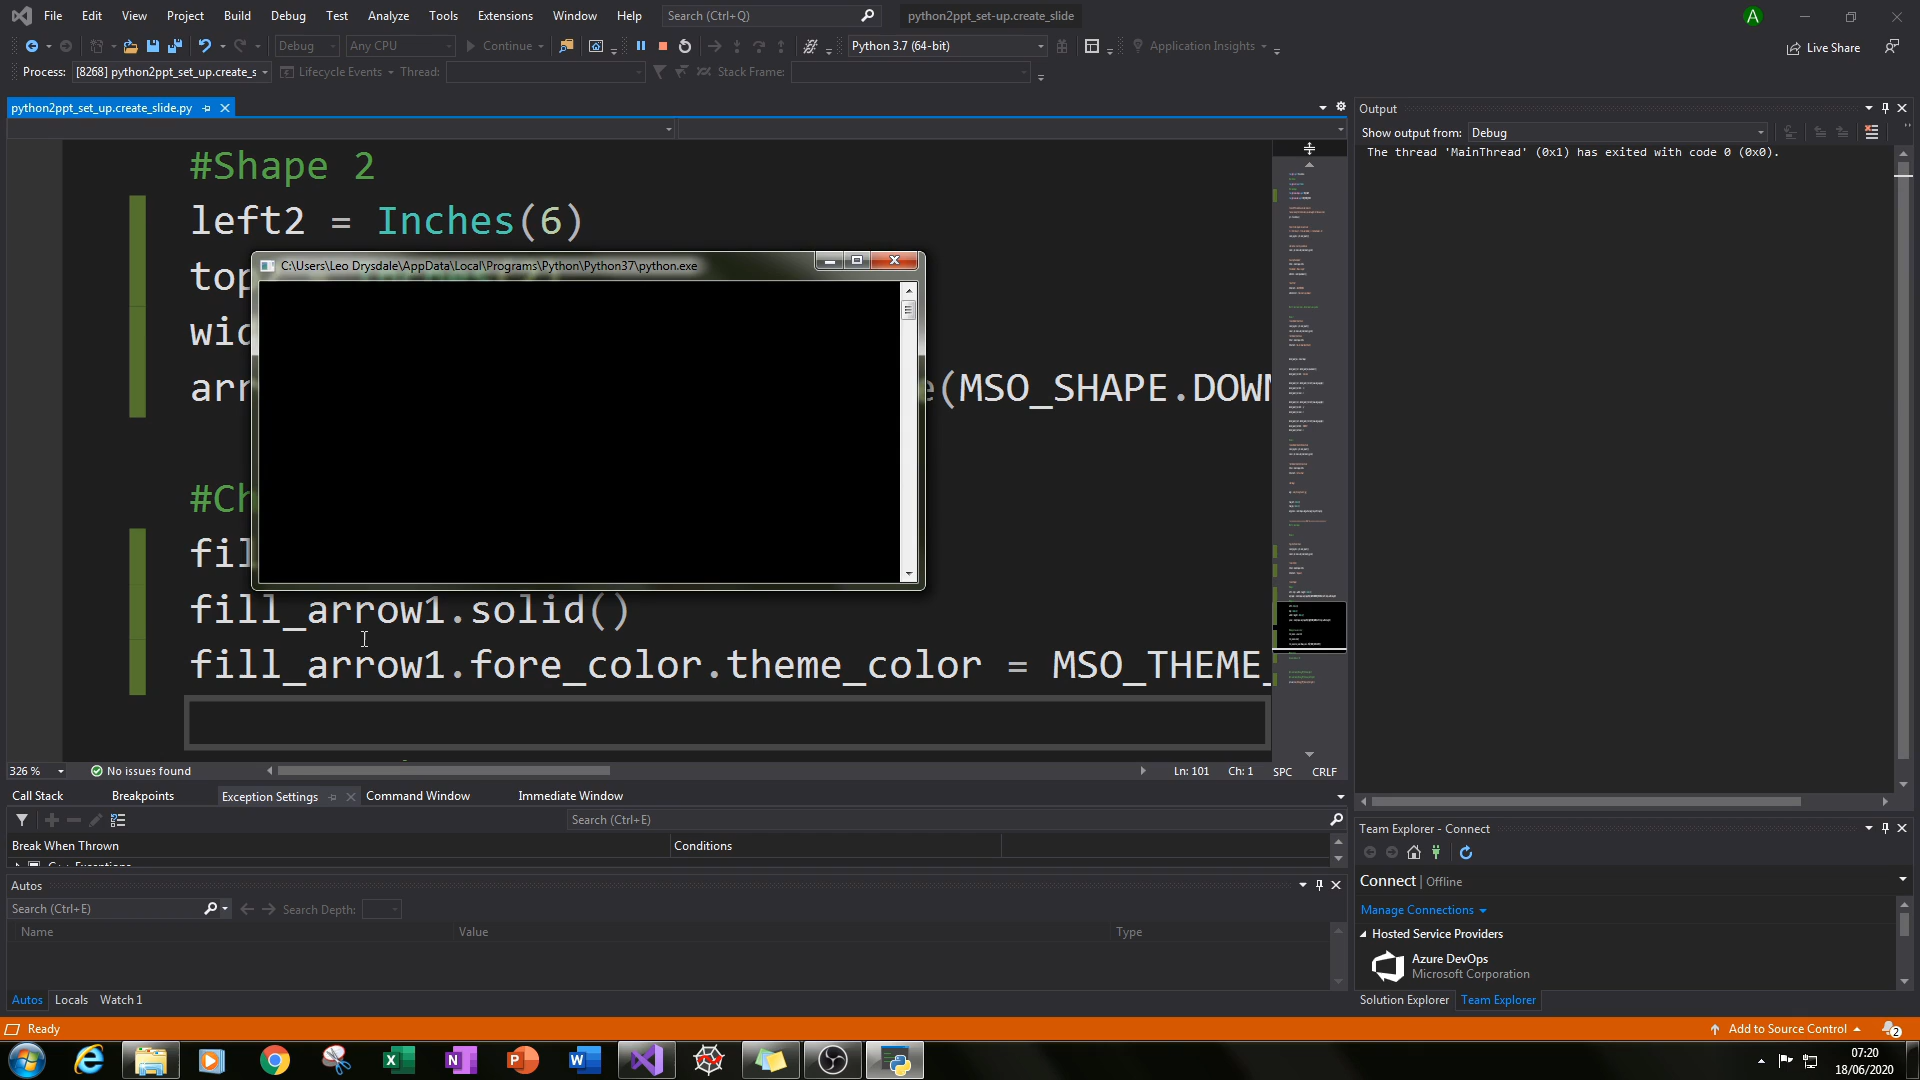 File Edit View Project Build Debug Test Analyze Tools Extensions Window Help Search (Ctrl+Q) python2ppt_set-up.create_slide A
Debug Any CPU Continue Python 3.7 (64-bit) Application Insights Live Share
Process: [8268] python2ppt_set_up.create_s Lifecycle Events Thread: Stack Frame:
python2ppt_set_up.create_slide.py
#Shape 2
left2 = Inches(6)
C:\Users\Leo Drysdale\AppData\Local\Programs\Python\Python37\python.exe
top
wid
arr e(MSO_SHAPE.DOWN
#Ch
fil
fill_arrow1.solid()
fill_arrow1.fore_color.theme_color = MSO_THEME_
326 % No issues found Ln: 101 Ch: 1 SPC CRLF
Call Stack Breakpoints Exception Settings Command Window Immediate Window
Search (Ctrl+E)
Break When Thrown Conditions
C++ Exceptions
Autos
Search (Ctrl+E) Search Depth:
Name Value Type
Autos Locals Watch 1
Output
Show output from: Debug
The thread 'MainThread' (0x1) has exited with code 0 (0x0).
Team Explorer - Connect
Connect | Offline
Manage Connections
Hosted Service Providers
Azure DevOps
Microsoft Corporation
Solution Explorer Team Explorer
Ready Add to Source Control 2
07:20
18/06/2020